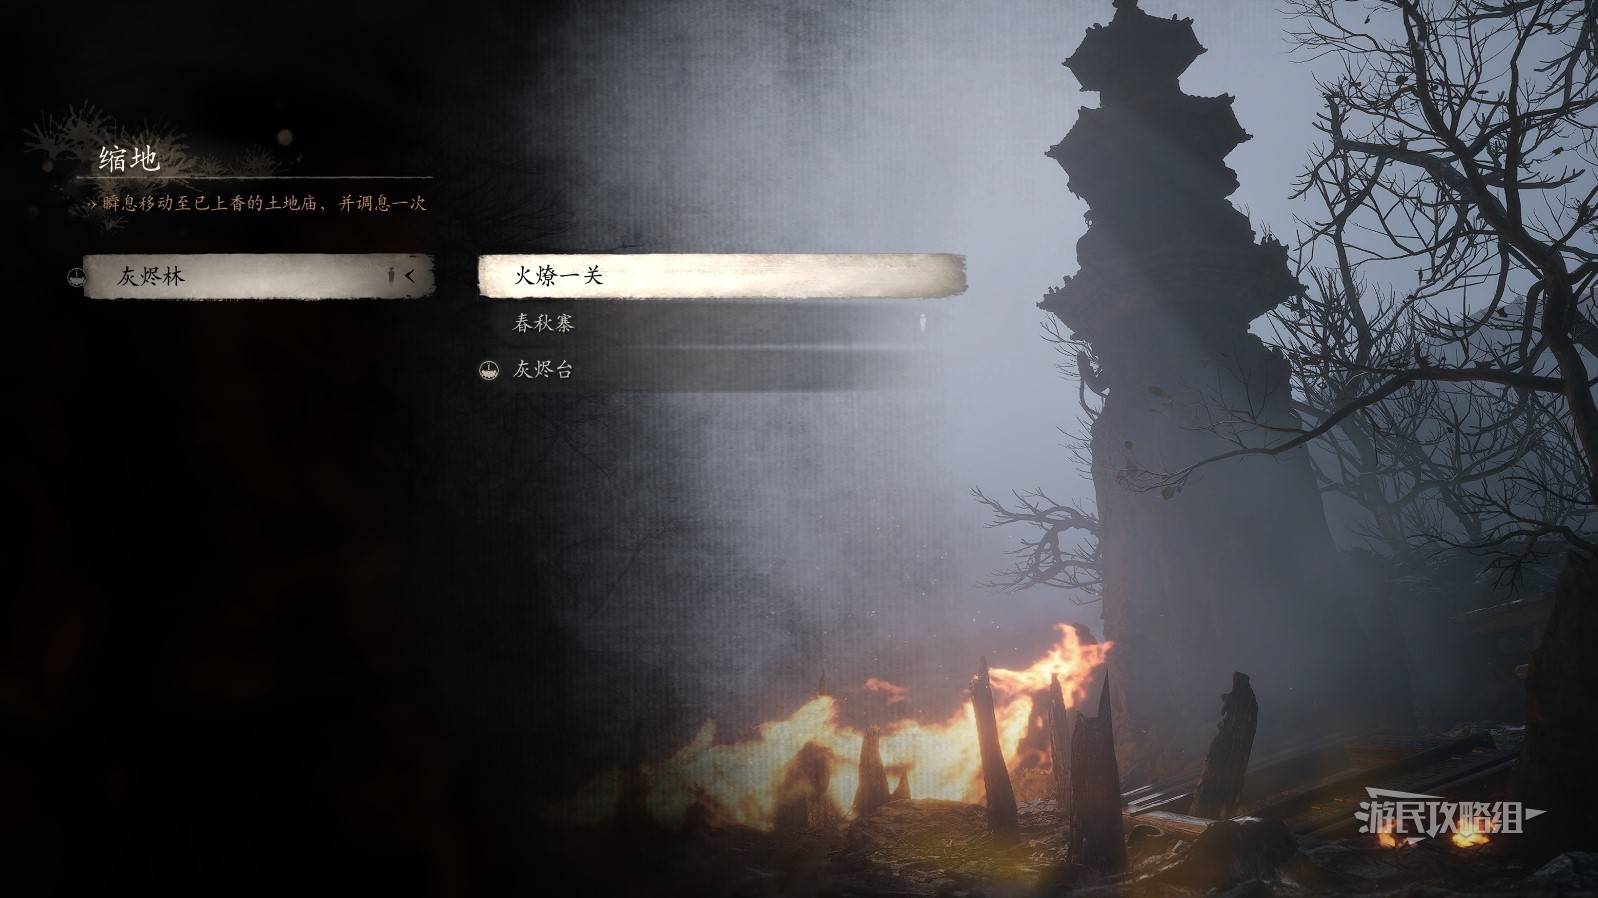 缩地
瞬息移动至已上香的土地庙，并调息一次
灰烬林
火燎一关
春秋寨
灰烬台
游民攻略组